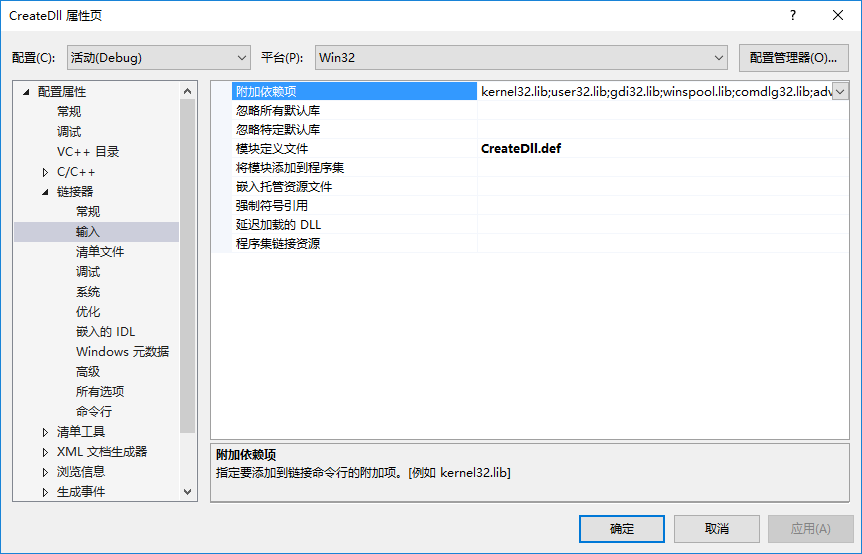 CreateDll 属性页
配置(C): 活动(Debug) 平台(P): Win32 配置管理器(O)...
配置属性
常规
调试
VC++ 目录
C/C++
链接器
常规
输入
清单文件
调试
系统
优化
嵌入的 IDL
Windows 元数据
高级
所有选项
命令行
清单工具
XML 文档生成器
浏览信息
生成事件
附加依赖项 kernel32.lib;user32.lib;gdi32.lib;winspool.lib;comdlg32.lib;adv
忽略所有默认库
忽略特定默认库
模块定义文件 CreateDll.def
将模块添加到程序集
嵌入托管资源文件
强制符号引用
延迟加载的 DLL
程序集链接资源
附加依赖项
指定要添加到链接命令行的附加项。[例如 kernel32.lib]
确定 取消 应用(A)